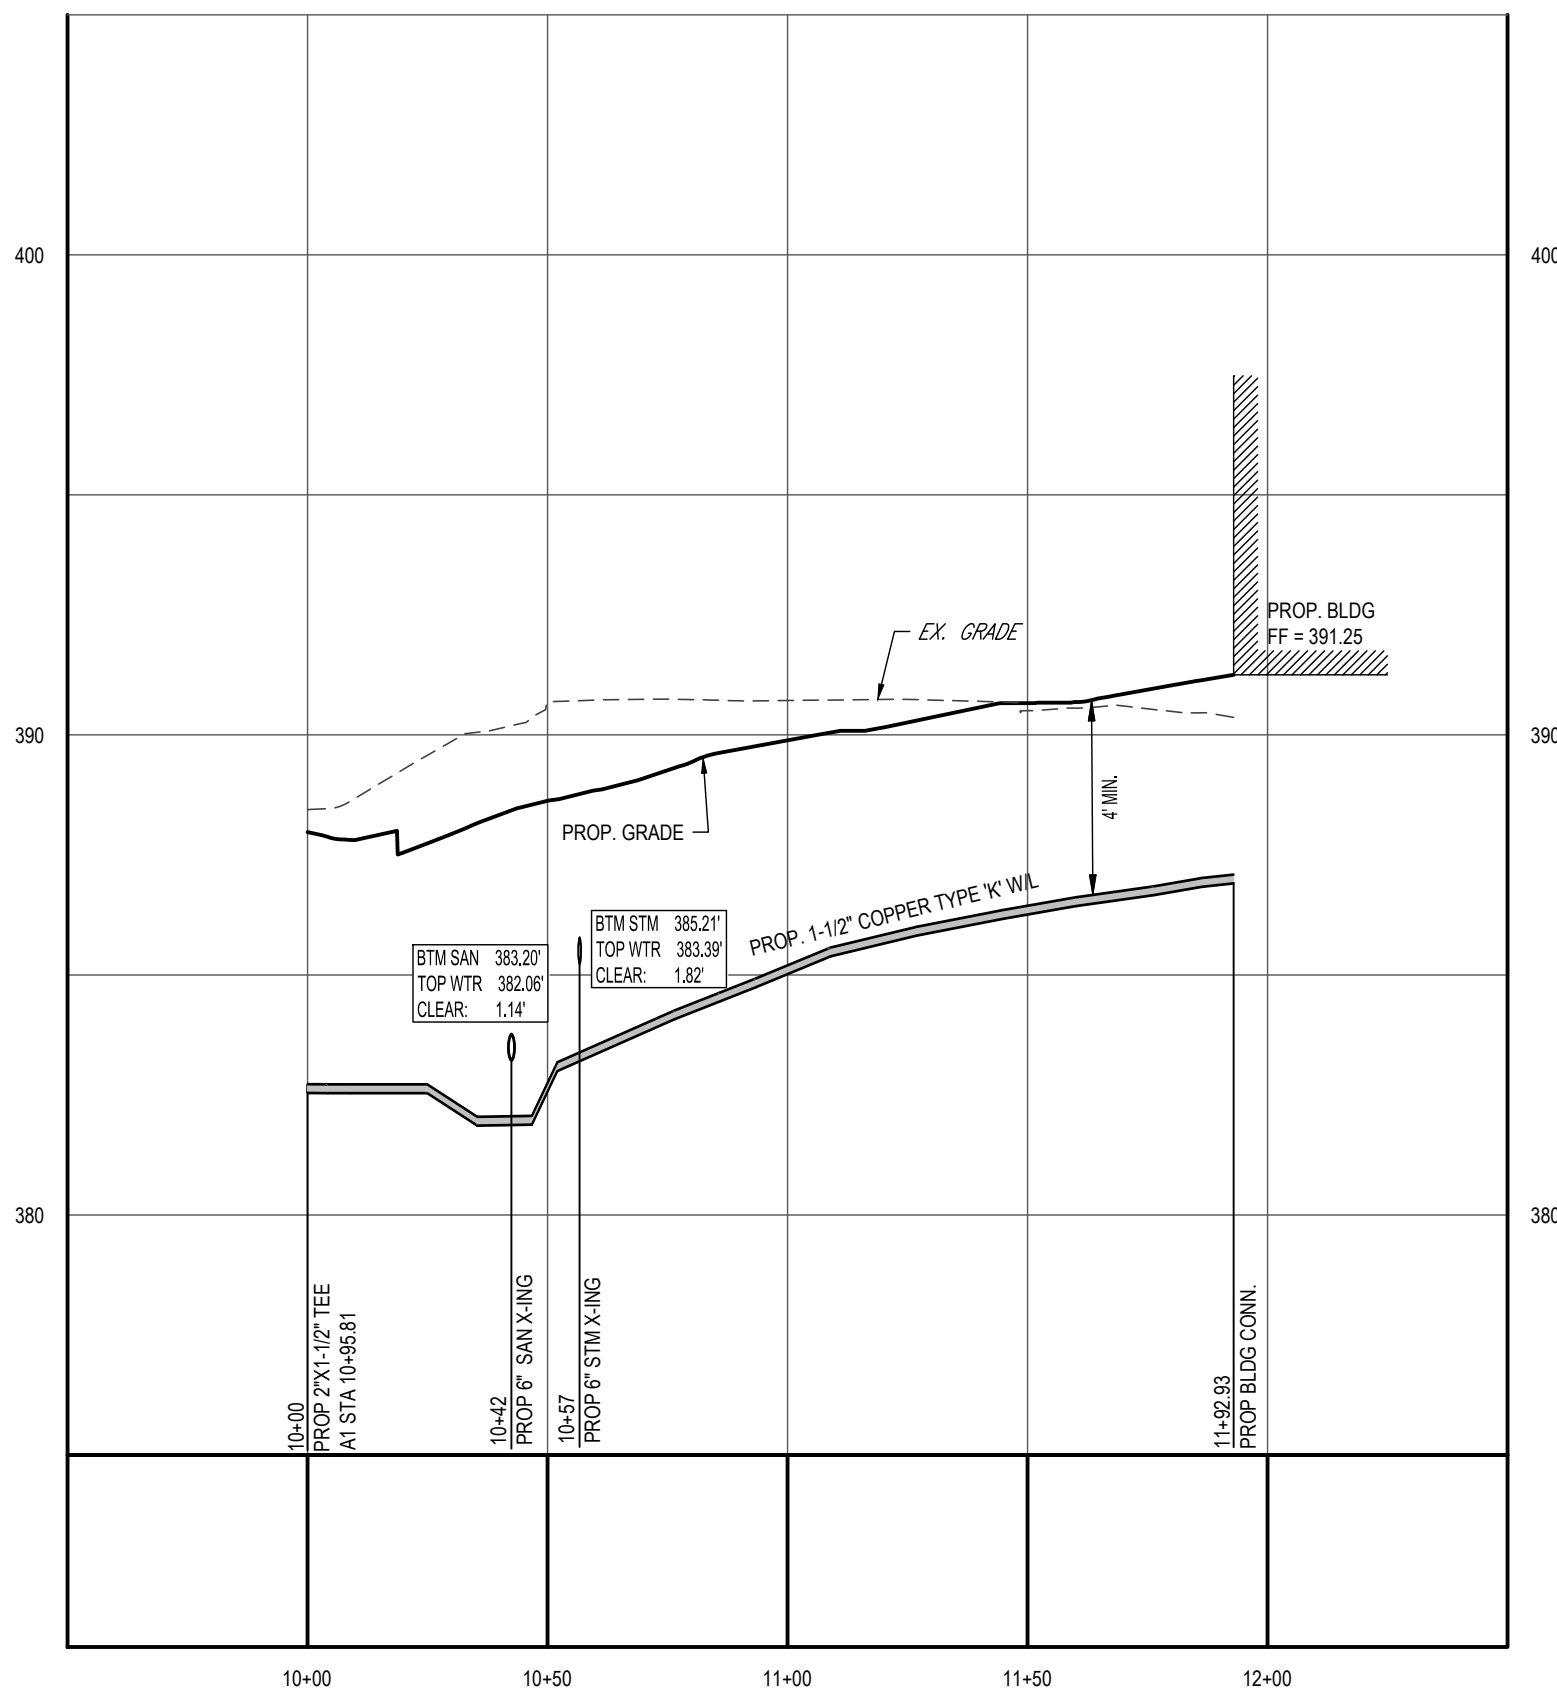 400
400
PROP. BLDG
FF = 391.25
EX. GRADE
390
390
4' MIN.
PROP. GRADE
PROP. 1-1/2" COPPER TYPE 'K' W/L
BTM STM 385.21'
TOP WTR 383.39'
CLEAR: 1.82'
BTM SAN 383.20'
TOP WTR 382.06'
CLEAR: 1.14'
380
380
10+00
PROP 2"X1-1/2" TEE
A1 STA 10+95.81
10+42
PROP 6" SAN X-ING
10+57
PROP 6" STM X-ING
11+92.93
PROP BLDG CONN.
10+00
10+50
11+00
11+50
12+00